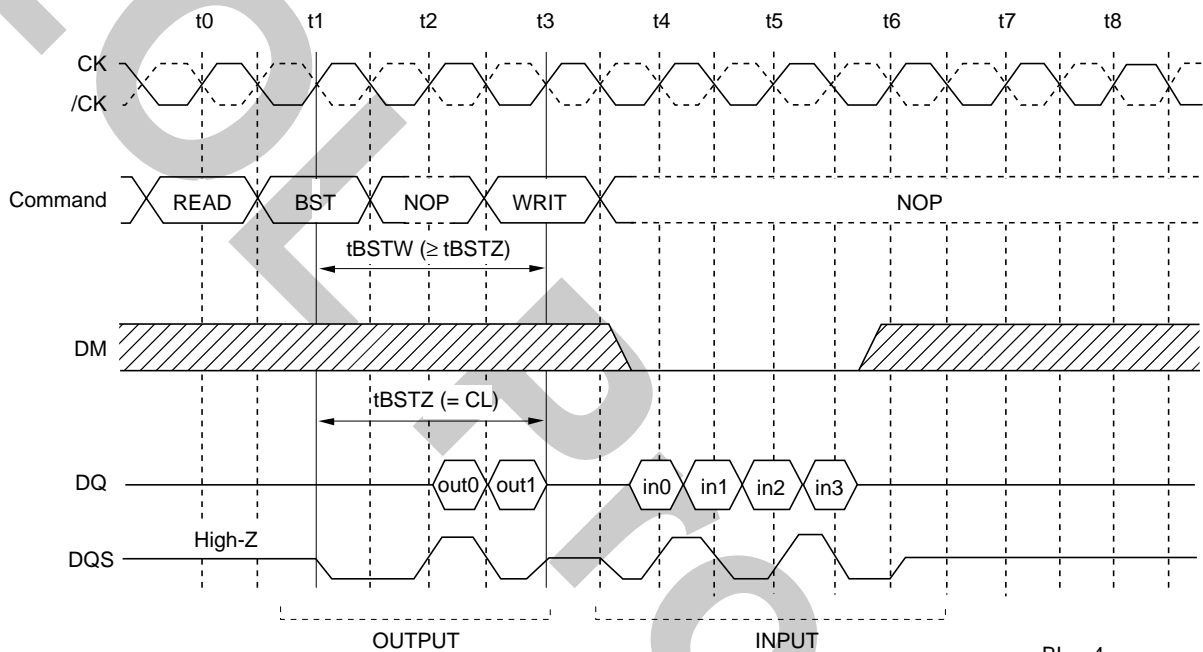 t0 t1 t2 t3 t4 t5 t6 t7 t8
CK
/CK
Command READ BST NOP WRIT NOP
tBSTW (≥ tBSTZ)
DM
tBSTZ (= CL)
DQ out0 out1 in0 in1 in2 in3
High-Z
DQS
OUTPUT INPUT